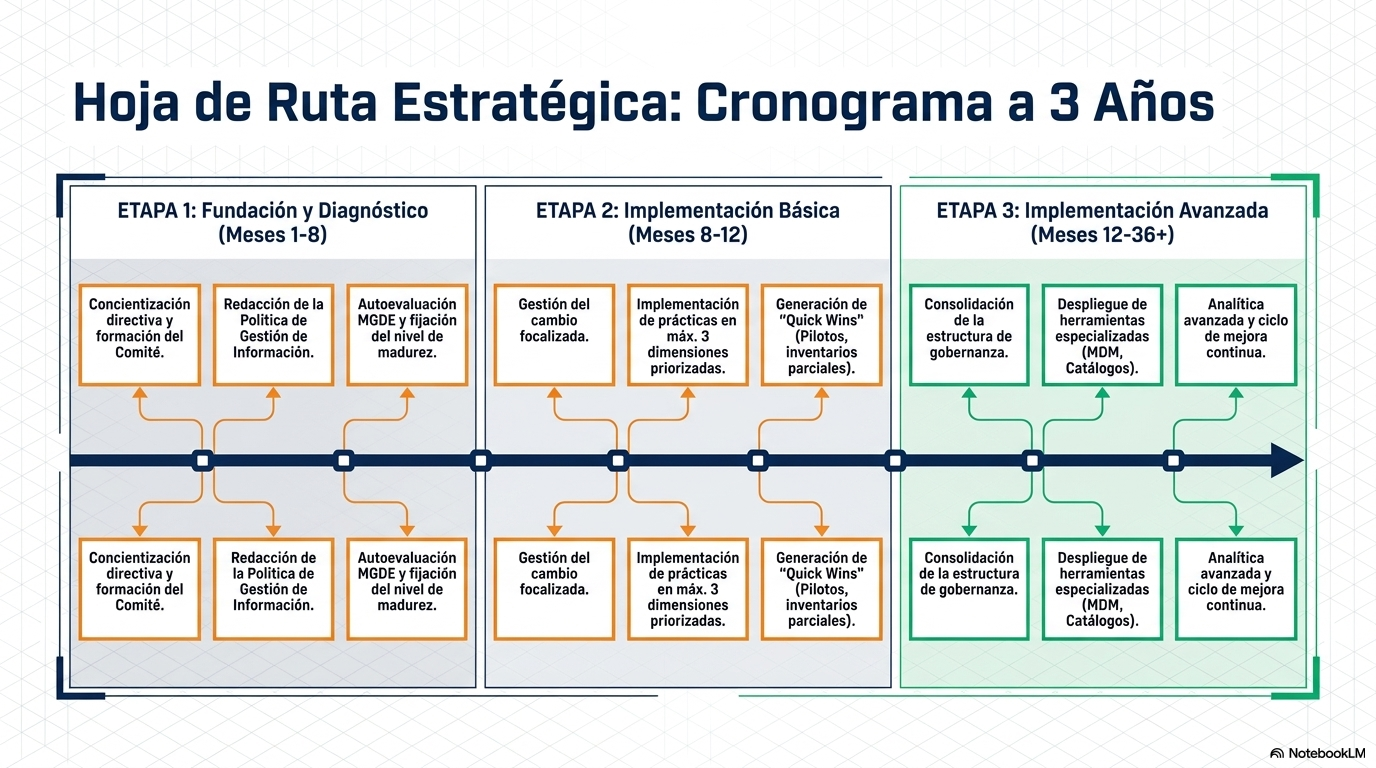 Hoja de Ruta Estratégica: Cronograma a 3 Años
ETAPA 1: Fundación y Diagnóstico
(Meses 1-8)
Concientización
directiva y
formación del
Comité.
Redacción de la
Politica de
Gestión de
Información.
Autoevaluación
MGDE y fijación
del nivel de
madurez.
ETAPA 2: Implementación Básica
(Meses 8-12)
Gestión del
cambio
focalizada.
Implementación
de prácticas en
máx. 3
dimensiones
priorizadas.
Generación de
"Quick Wins"
(Pilotos,
inventarios
parciales).
ETAPA 3: Implementación Avanzada
(Meses 12-36+)
Consolidación
de la
estructura de
gobernanza.
Despliegue de
herramientas
especializadas
(MDM,
Catálogos).
Analítica
avanzada y ciclo
de mejora
continua.
Concientización
directiva y
formación del
Comité.
Redacción de
la Politica de
Gestión de
Información.
Autoevaluación
MGDE y fijación
del nivel de
madurez.
Gestión del
cambio
focalizada.
Implementación
de prácticas
en máx. 3
dimensiones
priorizadas.
Generación de
"Quick Wins"
(Pilotos,
inventarios
parciales).
Consolidación
de la estructura
de gobernanza.
Despliegue de
herramientas
especializadas
(MDM,
Catálogos).
Analítica
avanzada y
ciclo de mejora
continua.
NotebookLM